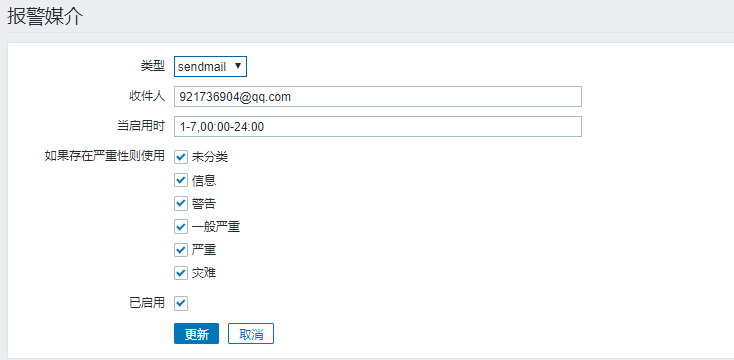 报警媒介
类型 sendmail
收件人 921736904@qq.com
当启用时 1-7,00:00-24:00
如果存在严重性则使用 未分类
信息
警告
一般严重
严重
灾难
已启用
更新 取消